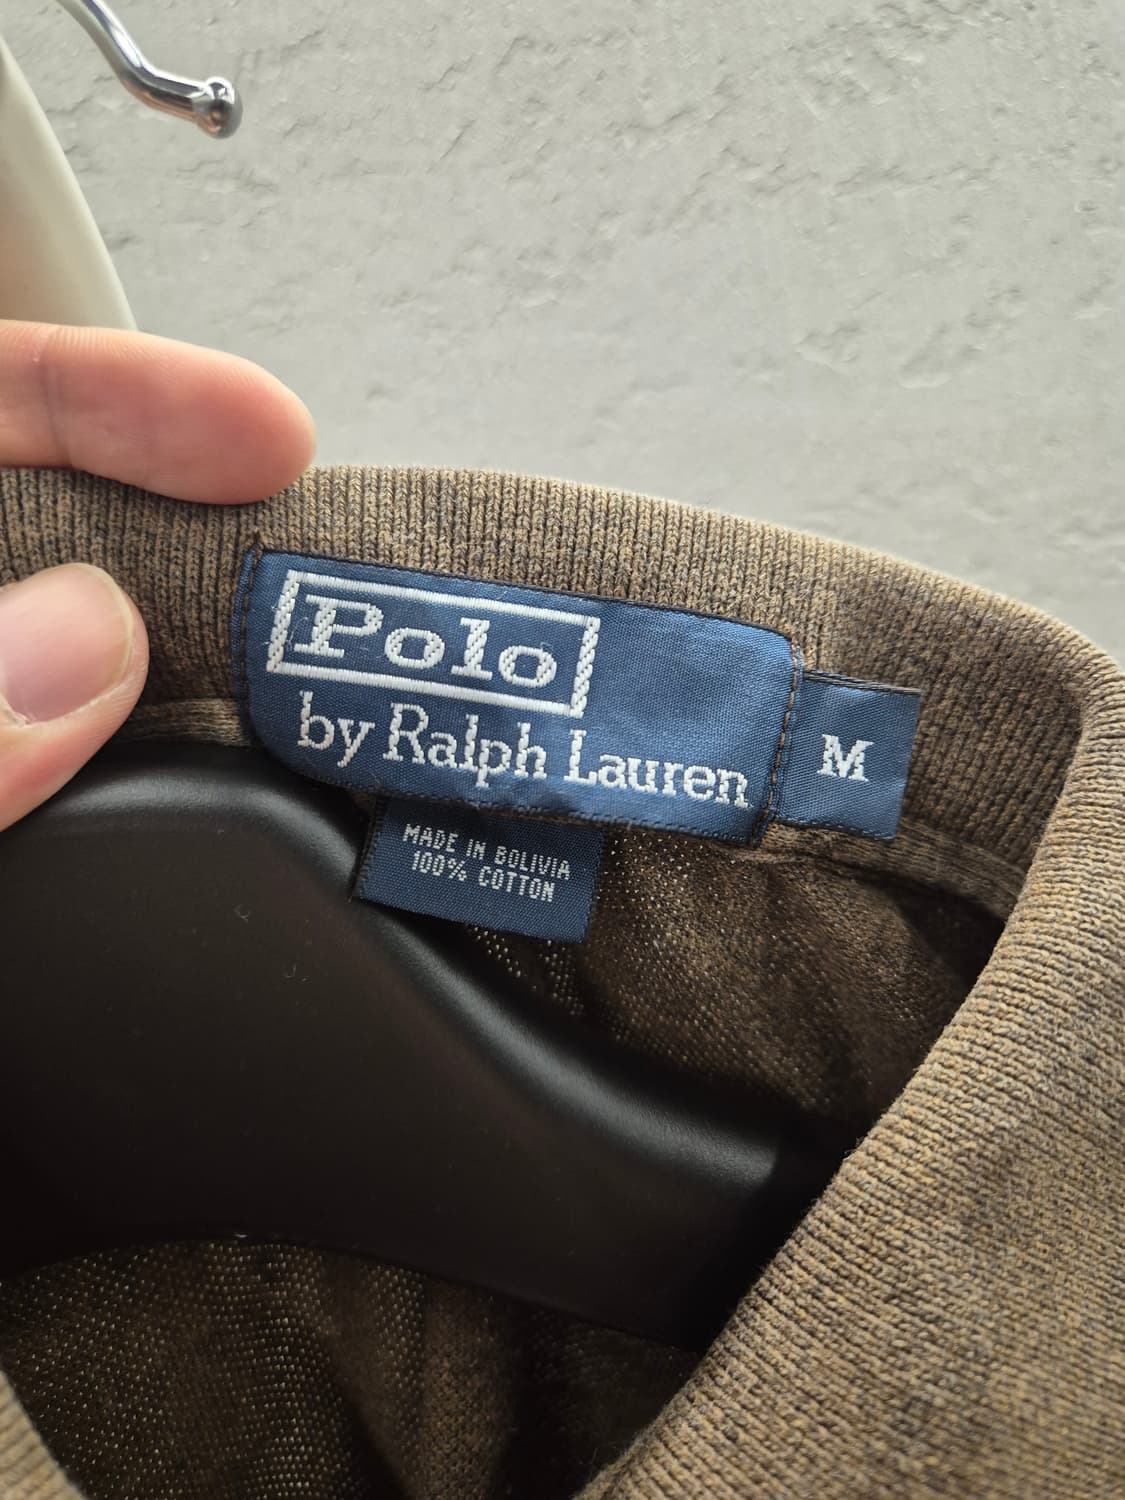 Polo
by Ralph Lauren
M
MADE IN BOLIVIA
100% COTTON